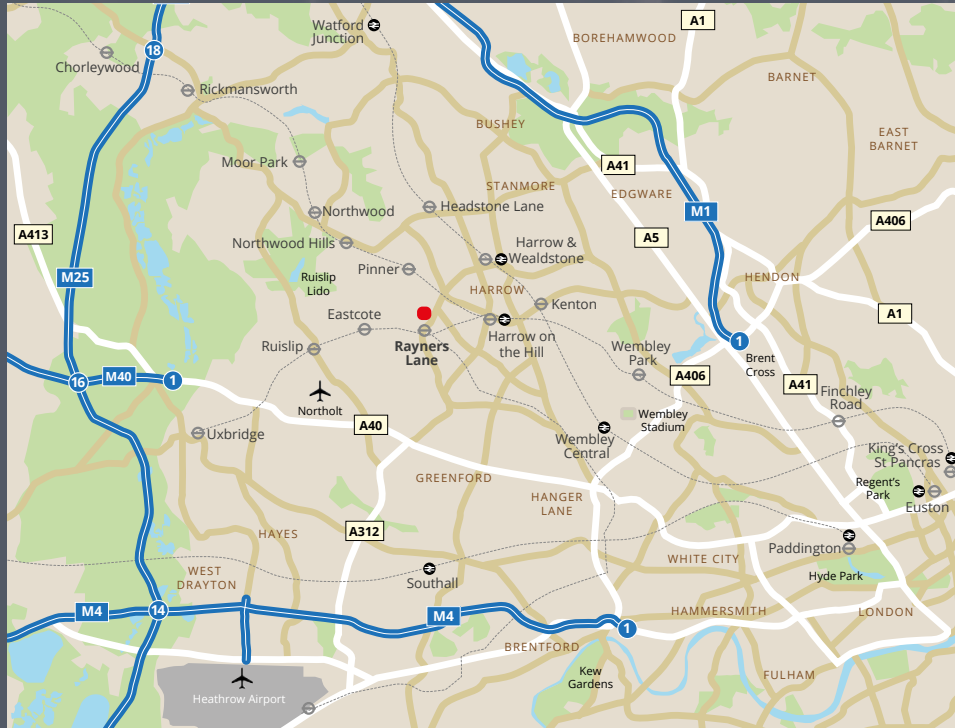 A1
Watford
Junction
BOREHAMWOOD
18
Chorleywood
BARNET
Rickmansworth
BUSHEY
EAST
BARNET
Moor Park
A41
STANMORE
EDGWARE
Northwood
Headstone Lane
M1
A406
A413
Northwood Hills
A5
Harrow &
Wealdstone
Pinner
M25
Ruislip
Lido
HENDON
HARROW
Kenton
Eastcote
A1
Ruislip
Rayners
Lane
Harrow on
the Hill
Wembley
Park
1
Brent
Cross
16
M40
1
A406
A41
Finchley
Road
Northolt
Wembley
Stadium
A40
Uxbridge
Wembley
Central
King's Cross
St Pancras
GREENFORD
Regent's
Park
HANGER
LANE
Euston
A312
HAYES
Paddington
WHITE CITY
WEST
DRAYTON
Southall
Hyde Park
M4
14
M4
HAMMERSMITH
LONDON
1
BRENTFORD
Kew
Gardens
FULHAM
Heathrow Airport